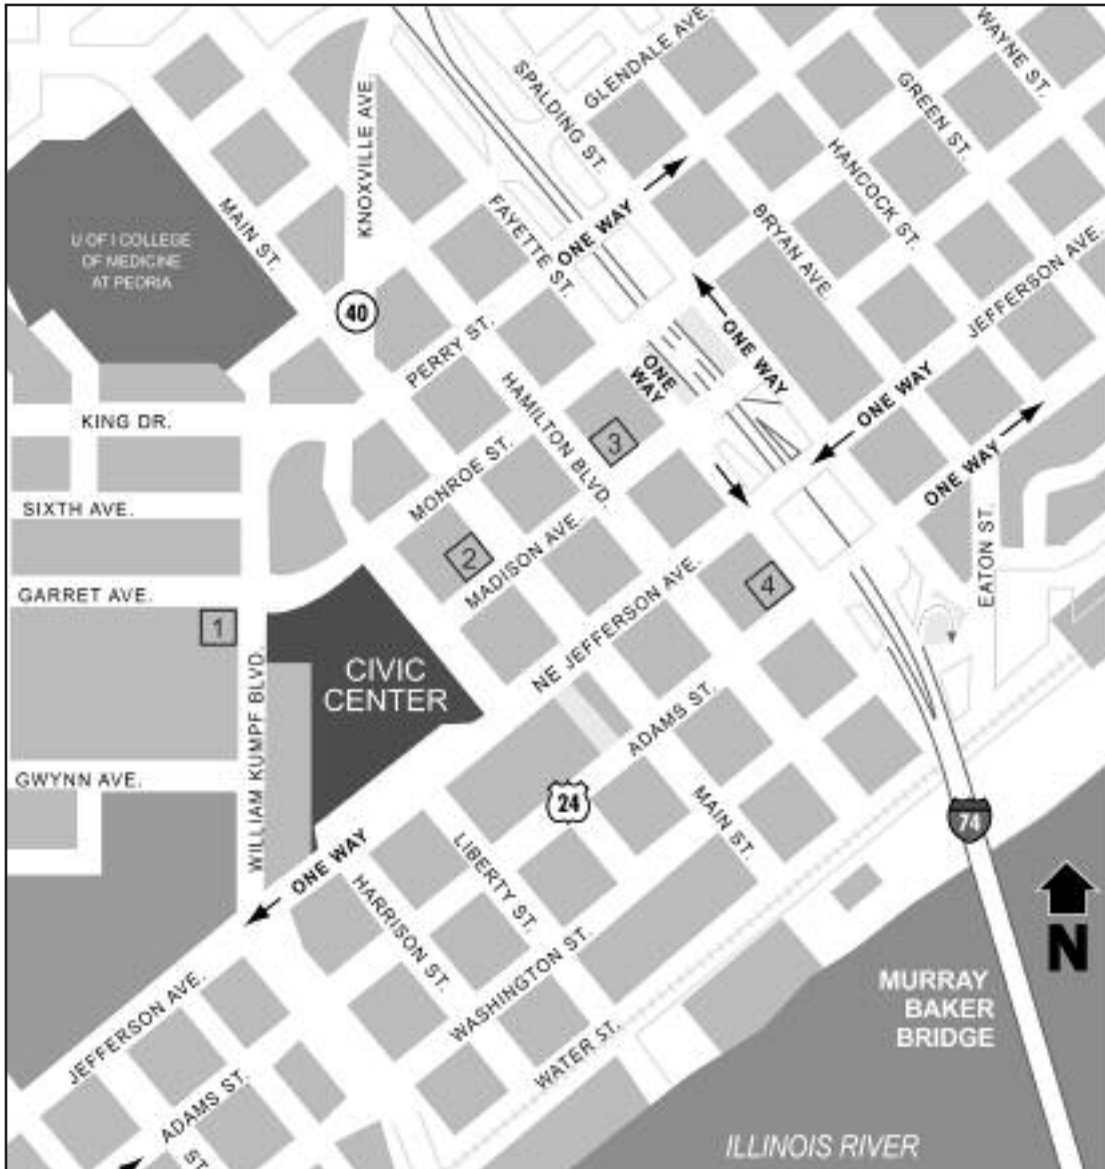 WAYNE ST.
GLENDALE AVE.
SPALDING ST.
GREEN ST.
KNOXVILLE AVE.
HANCOCK ST.
MAIN ST.
FAYETTE ST.
ONE WAY
BRYAN AVE.
JEFFERSON AVE.
U OF I COLLEGE
OF MEDICINE
AT PEORIA
40
PERRY ST.
ONE WAY
ONE
WAY
ONE WAY
KING DR.
HAMILTON BLVD.
3
MONROE ST.
ONE WAY
SIXTH AVE.
2
MADISON AVE.
EATON ST.
GARRET AVE.
1
4
NE JEFFERSON AVE.
CIVIC
CENTER
WILLIAM KUMPF BLVD.
ADAMS ST.
GWYNN AVE.
24
MAIN ST.
74
ONE WAY
LIBERTY ST.
HARRISON ST.
N
WASHINGTON ST.
JEFFERSON AVE.
MURRAY
BAKER
BRIDGE
WATER ST.
ADAMS ST.
ST.
ILLINOIS RIVER